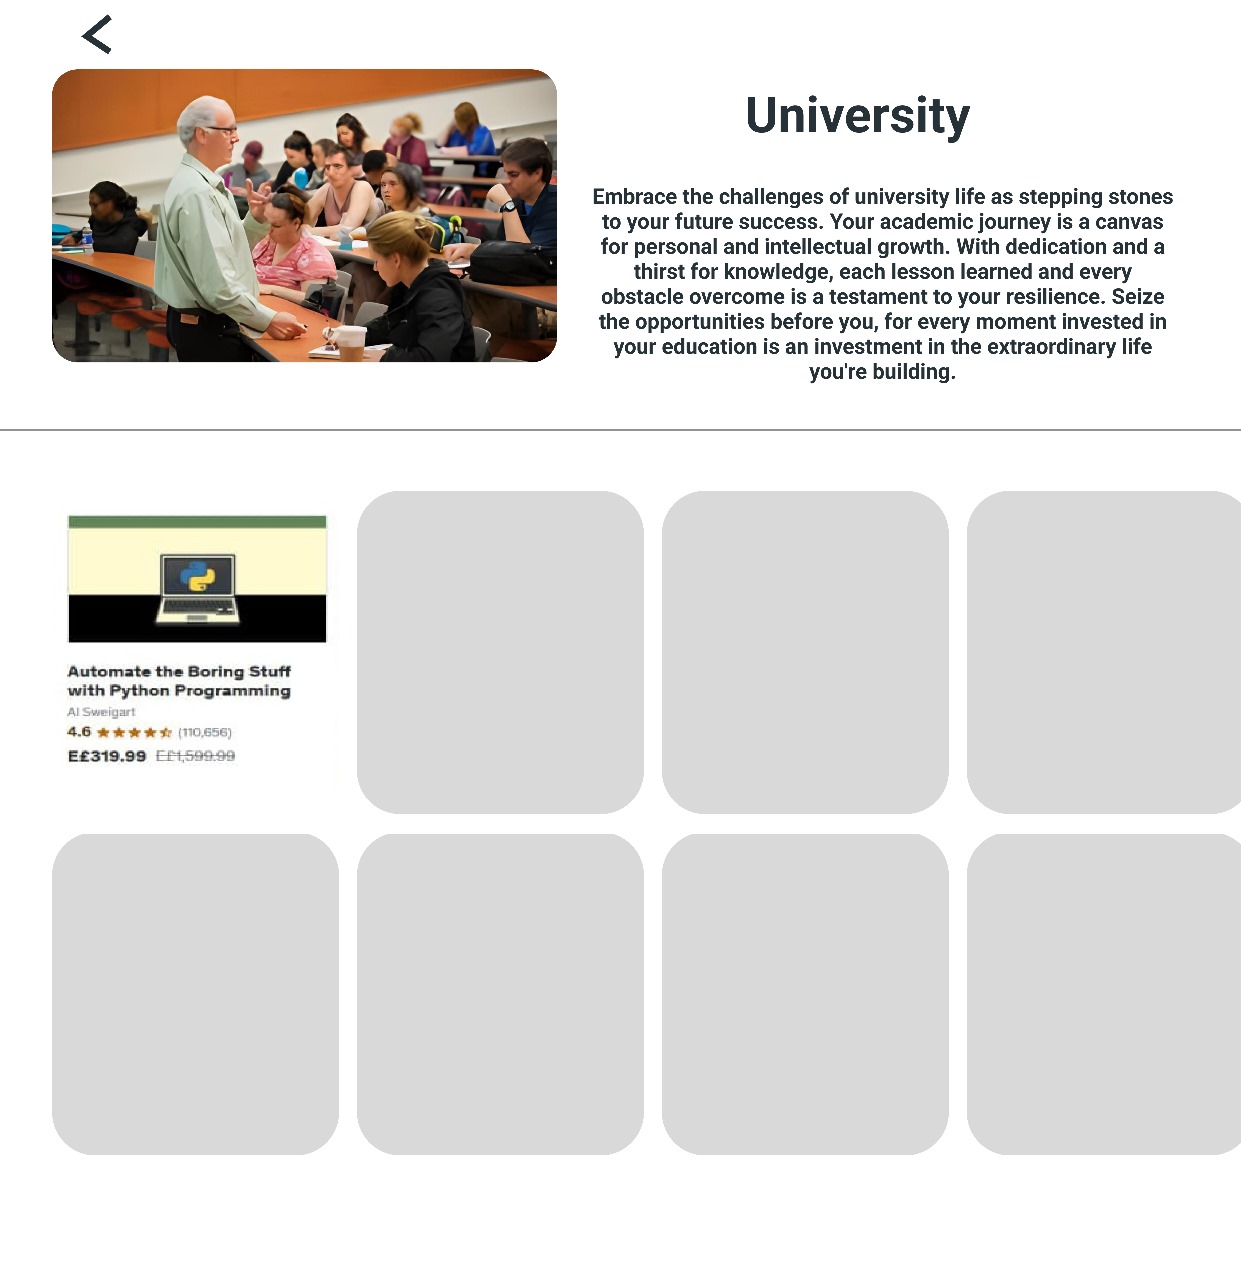 University
Embrace the challenges of university life as stepping stones
to your future success. Your academic journey is a canvas
for personal and intellectual growth. With dedication and a
thirst for knowledge, each lesson learned and every
obstacle overcome is a testament to your resilience. Seize
the opportunities before you, for every moment invested in
your education is an investment in the extraordinary life
you're building.
Automate the Boring Stuff
with Python Programming
Al Sweigart
4.6 (110,656)
E£319.99 E£1,599.99